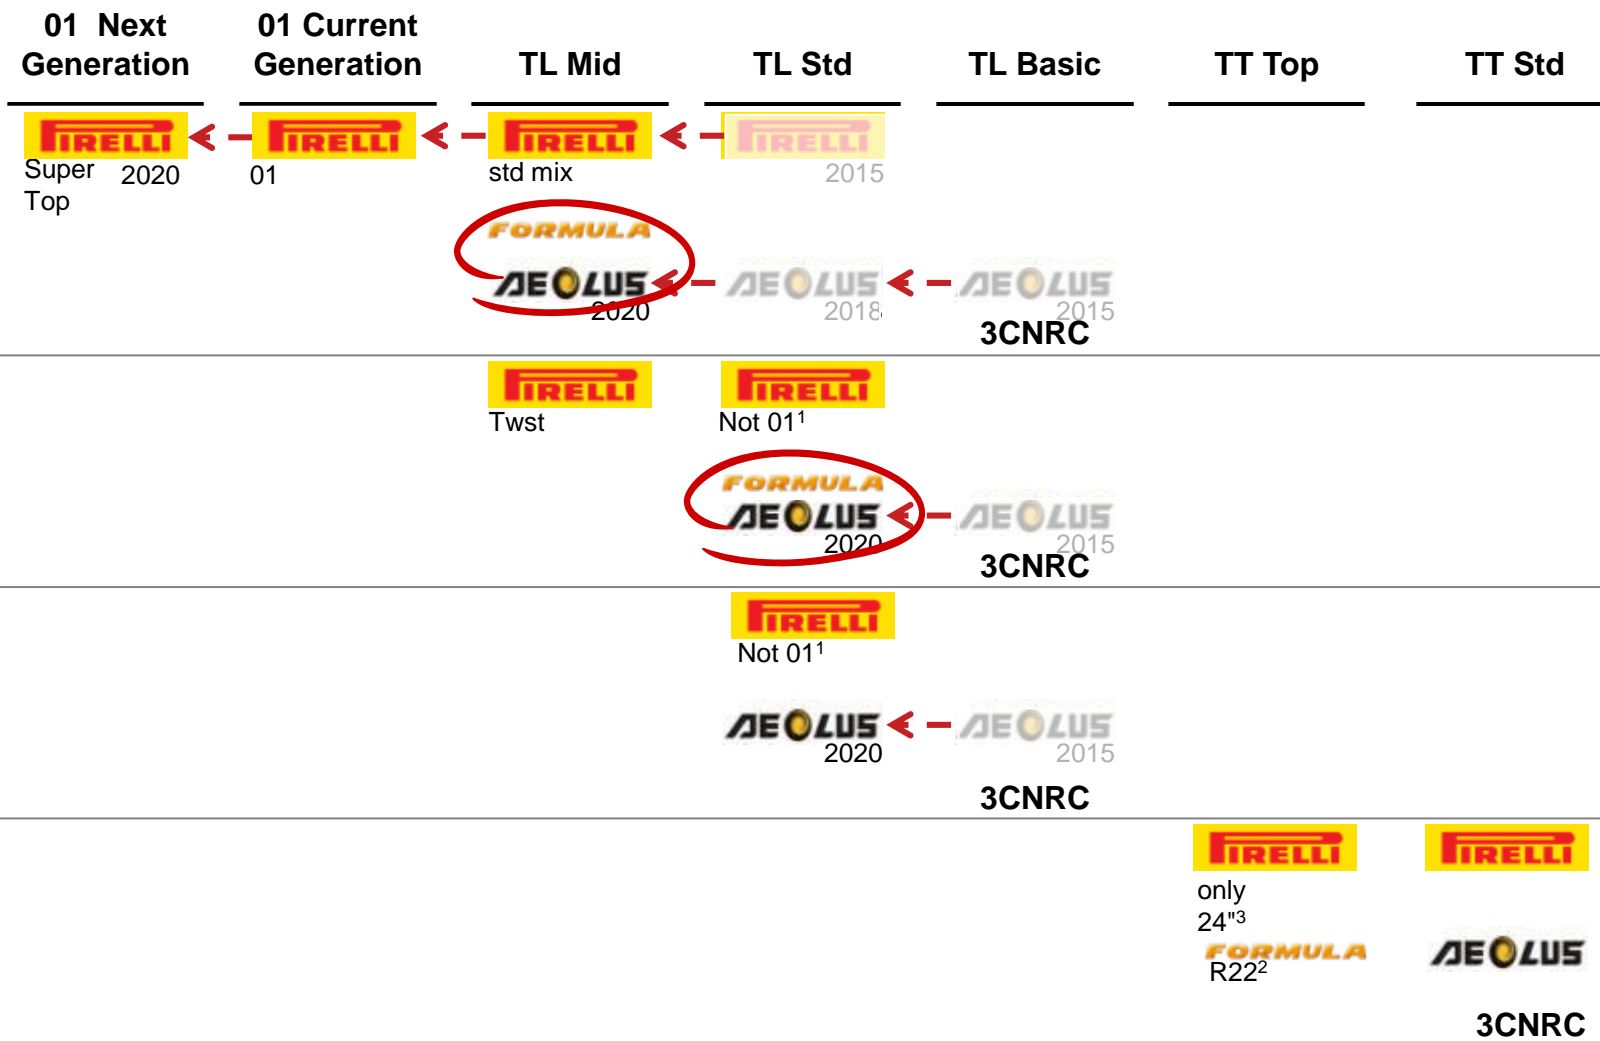 01 Next Generation
01 Current Generation
TL Mid
TL Std
TL Basic
TT Top
TT Std
PIRELLI PIRELLI PIRELLI PIRELLI
Super Top 2020
01
std mix
2015
FORMULA
AEOLUS AEOLUS AEOLUS
2020 2018 2015
3CNRC
PIRELLI PIRELLI
Twst Not 01¹
FORMULA
AEOLUS AEOLUS
2020 2015
3CNRC
PIRELLI
Not 01¹
AEOLUS AEOLUS
2020 2015
3CNRC
PIRELLI PIRELLI
only
24"³
FORMULA AEOLUS
R22²
3CNRC